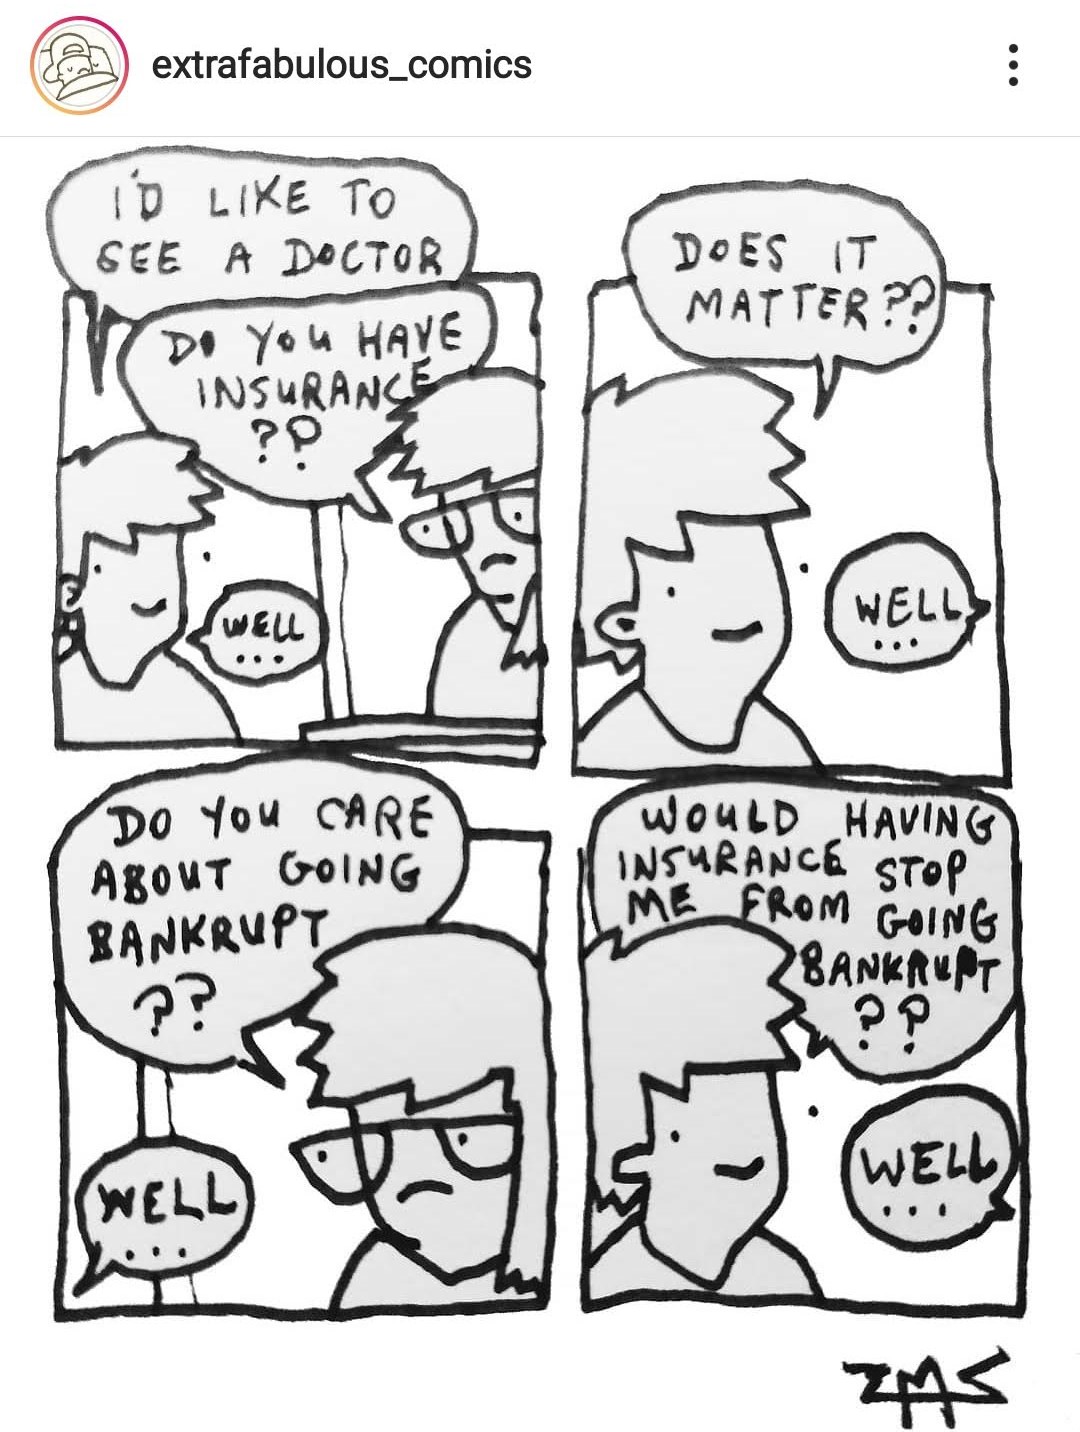 extrafabulous_comics
I'D LIKE TO
SEE A DOCTOR
DO YOU HAVE
INSURANCE
??
WELL
...
DOES IT
MATTER??
WELL
...
DO YOU CARE
ABOUT GOING
BANKRUPT
??
WELL
...
WOULD HAVING
INSURANCE STOP
ME FROM GOING
BANKRUPT
??
WELL
...
ZMS